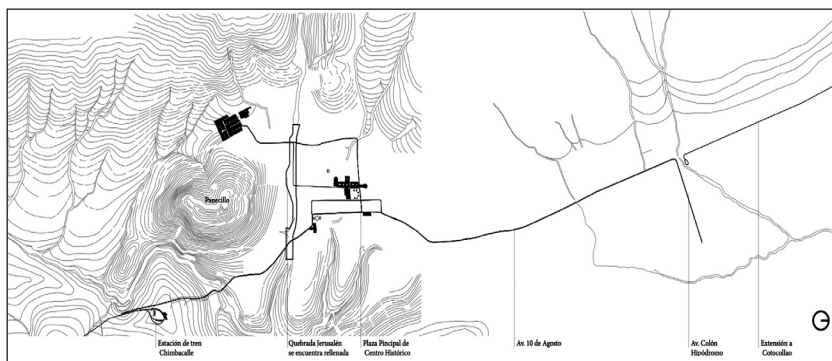 Panecillo
Estación de tren
Chimbacalle
Quebrada Jerusalén
se encuentra rellenada
Plaza Pincipal de
Centro Histórico
Av. 10 de Agosto
Av. Colón
Hipódromo
Extensión a
Cotocollao